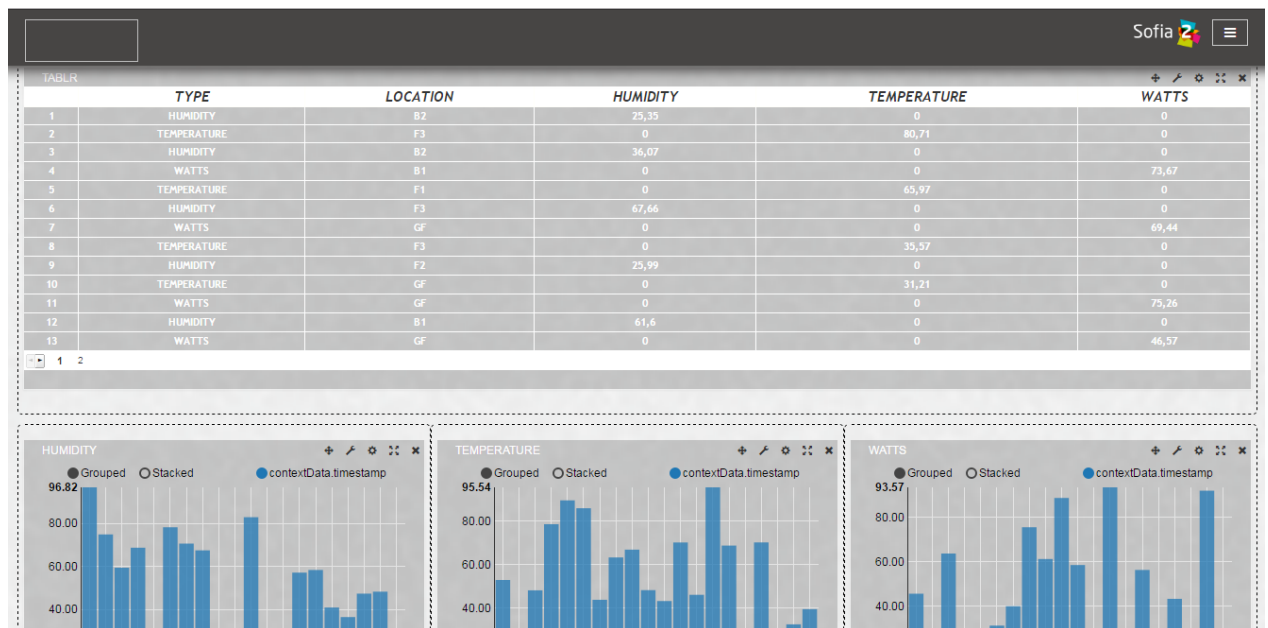 Sofia 2
TABLR
TYPE LOCATION HUMIDITY TEMPERATURE WATTS
1 HUMIDITY B2 25,35 0 0
2 TEMPERATURE F3 0 80,71 0
3 HUMIDITY B2 36,07 0 0
4 WATTS B1 0 0 73,67
5 TEMPERATURE F1 0 65,97 0
6 HUMIDITY F3 67,66 0 0
7 WATTS GF 0 0 69,44
8 TEMPERATURE F3 0 35,57 0
9 HUMIDITY F2 25,99 0 0
10 TEMPERATURE GF 0 31,21 0
11 WATTS GF 0 0 75,26
12 HUMIDITY B1 61,6 0 0
13 WATTS GF 0 0 46,57
1 2
HUMIDITY
Grouped Stacked contextData.timestamp
96.82
80.00
60.00
40.00
TEMPERATURE
Grouped Stacked contextData.timestamp
95.54
80.00
60.00
40.00
WATTS
Grouped Stacked contextData.timestamp
93.57
80.00
60.00
40.00